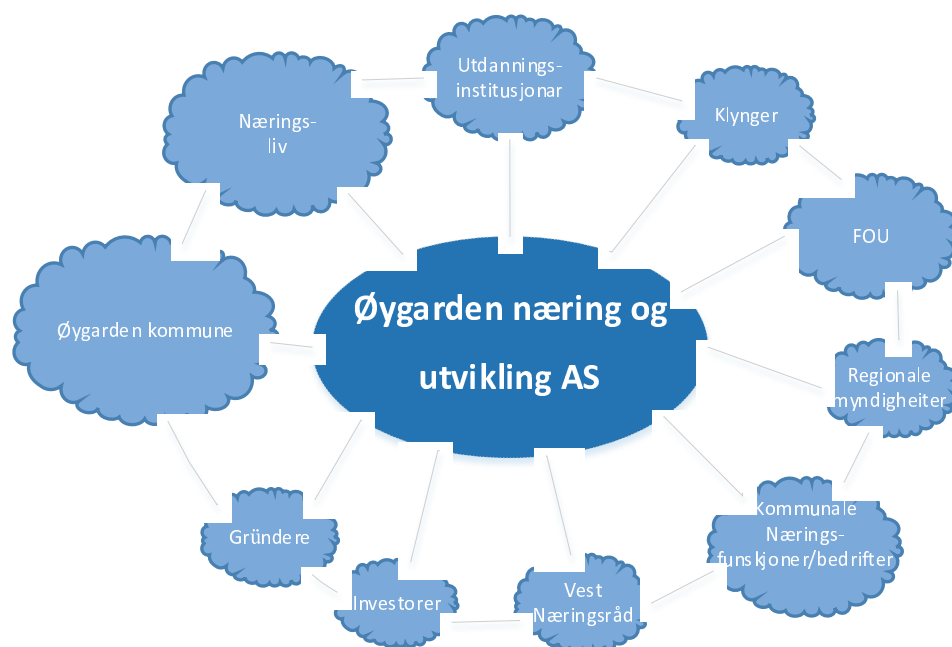 Utdannings-
institusjonar
Nærings-
liv
Klynger
FOU
Øygarden næring og
utvikling AS
Øygarden kommune
Regionale
myndigheiter
Kommunale
Nærings-
funskjoner/bedrifter
Gründere
Investorer
Vest
Næringsråd